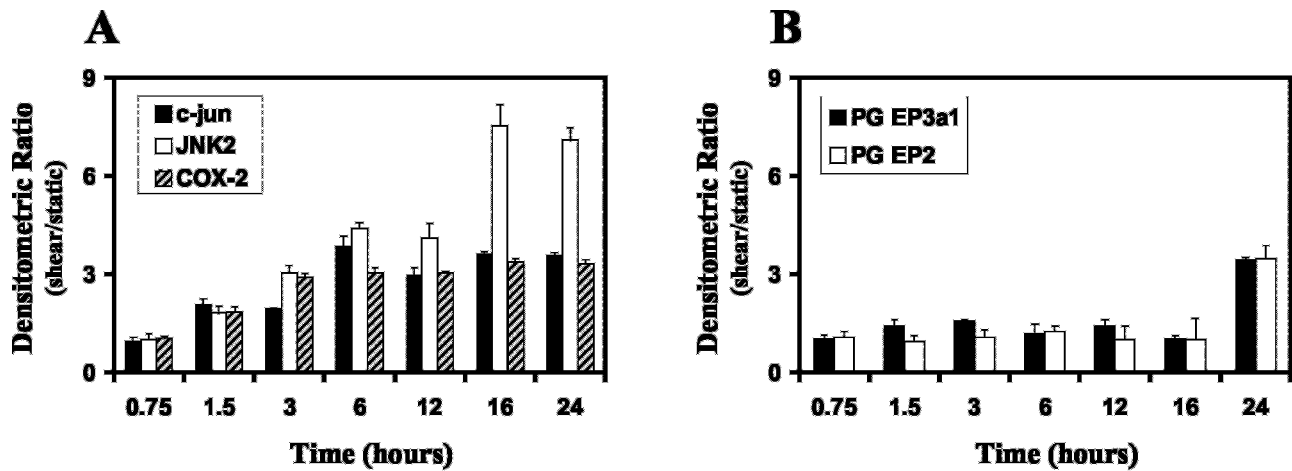 A
Densitometric Ratio
(shear/static)
9
6
3
0
c-jun
JNK2
COX-2
0.75 1.5 3 6 12 16 24
Time (hours)
B
Densitometric Ratio
(shear/static)
9
6
3
0
PG EP3a1
PG EP2
0.75 1.5 3 6 12 16 24
Time (hours)